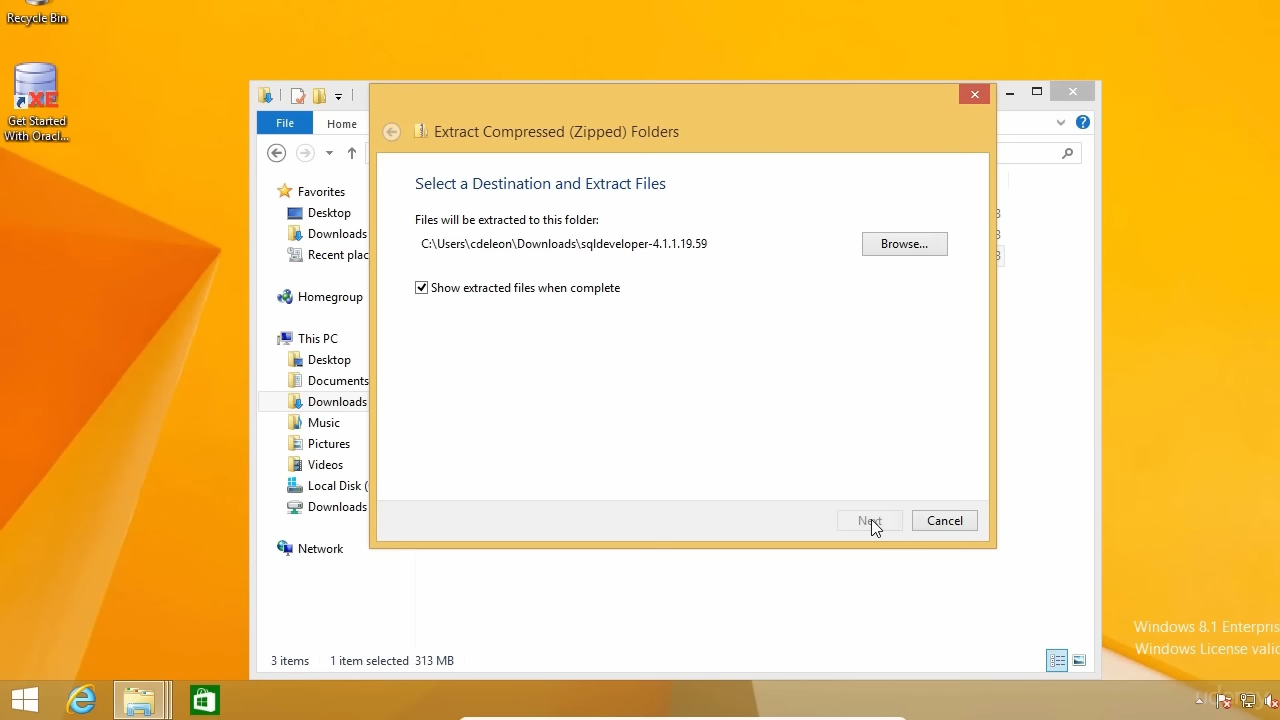 Recycle Bin
Get Started
With Oracl...
File
Home
Extract Compressed (Zipped) Folders
Select a Destination and Extract Files
Files will be extracted to this folder:
C:\Users\cdeleon\Downloads\sqldeveloper-4.1.1.19.59
Browse...
Show extracted files when complete
Next
Cancel
Favorites
Desktop
Downloads
Recent plac
Homegroup
This PC
Desktop
Documents
Downloads
Music
Pictures
Videos
Local Disk (
Downloads
Network
3 items
1 item selected 313 MB
Windows 8.1 Enterpris
Windows License valid